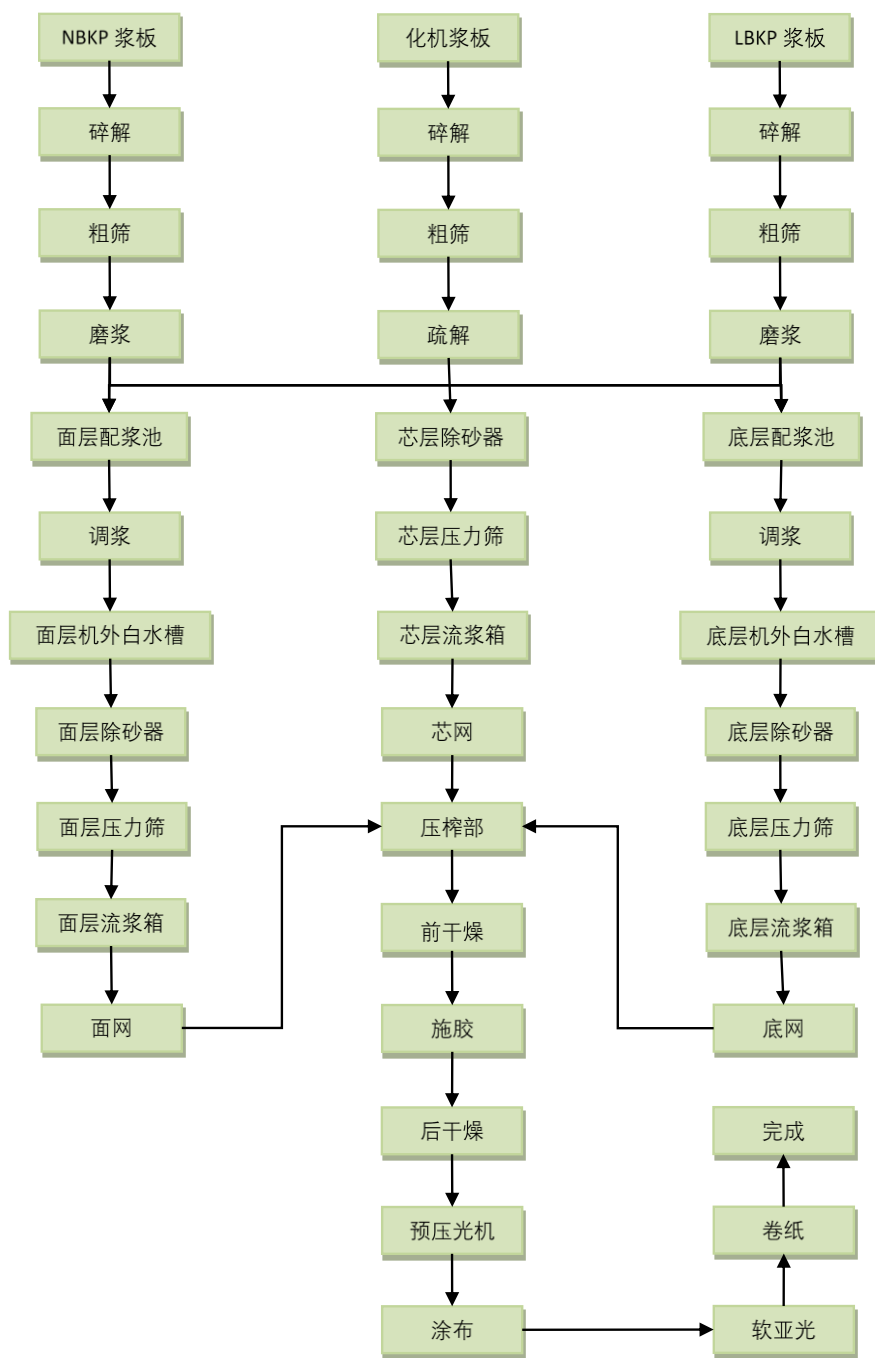 NBKP 浆板
化机浆板
LBKP 浆板
碎解
碎解
碎解
粗筛
粗筛
粗筛
磨浆
疏解
磨浆
面层配浆池
芯层除砂器
底层配浆池
调浆
芯层压力筛
调浆
面层机外白水槽
芯层流浆箱
底层机外白水槽
面层除砂器
芯网
底层除砂器
面层压力筛
压榨部
底层压力筛
面层流浆箱
前干燥
底层流浆箱
面网
施胶
底网
后干燥
完成
预压光机
卷纸
涂布
软亚光